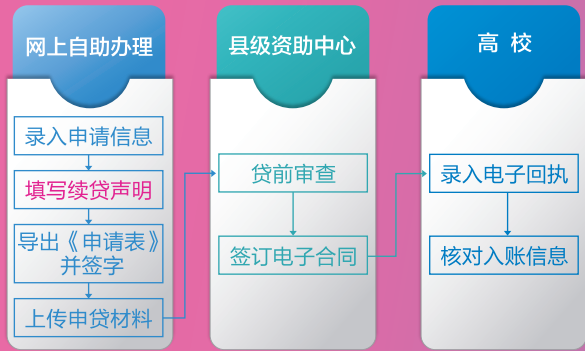 网上自助办理
录入申请信息
填写续贷声明
导出《申请表》
并签字
上传申贷材料
县级资助中心
贷前审查
签订电子合同
高校
录入电子回执
核对入账信息